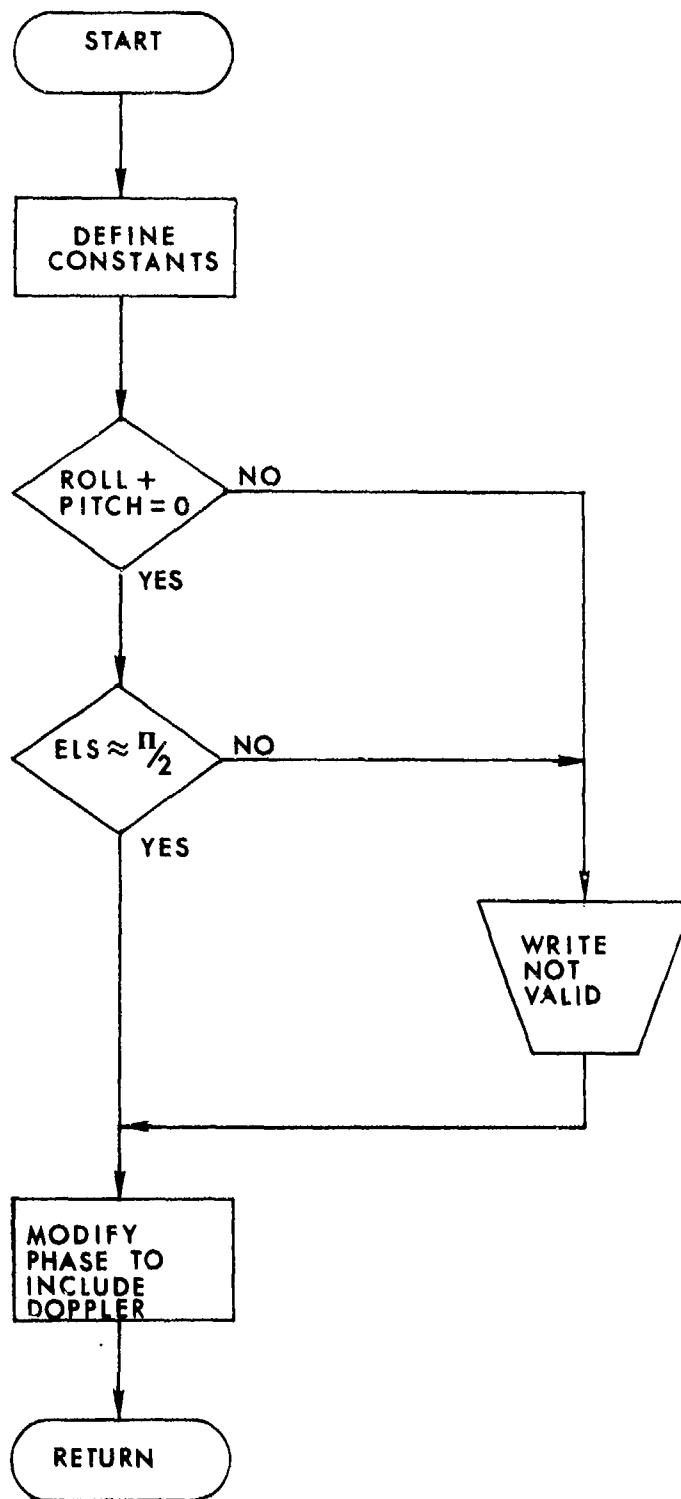 START
DEFINE
CONSTANTS
ROLL +
PITCH = 0
NO
YES
ELS ≈ π/2
NO
YES
WRITE
NOT
VALID
MODIFY
PHASE TO
INCLUDE
DOPPLER
RETURN